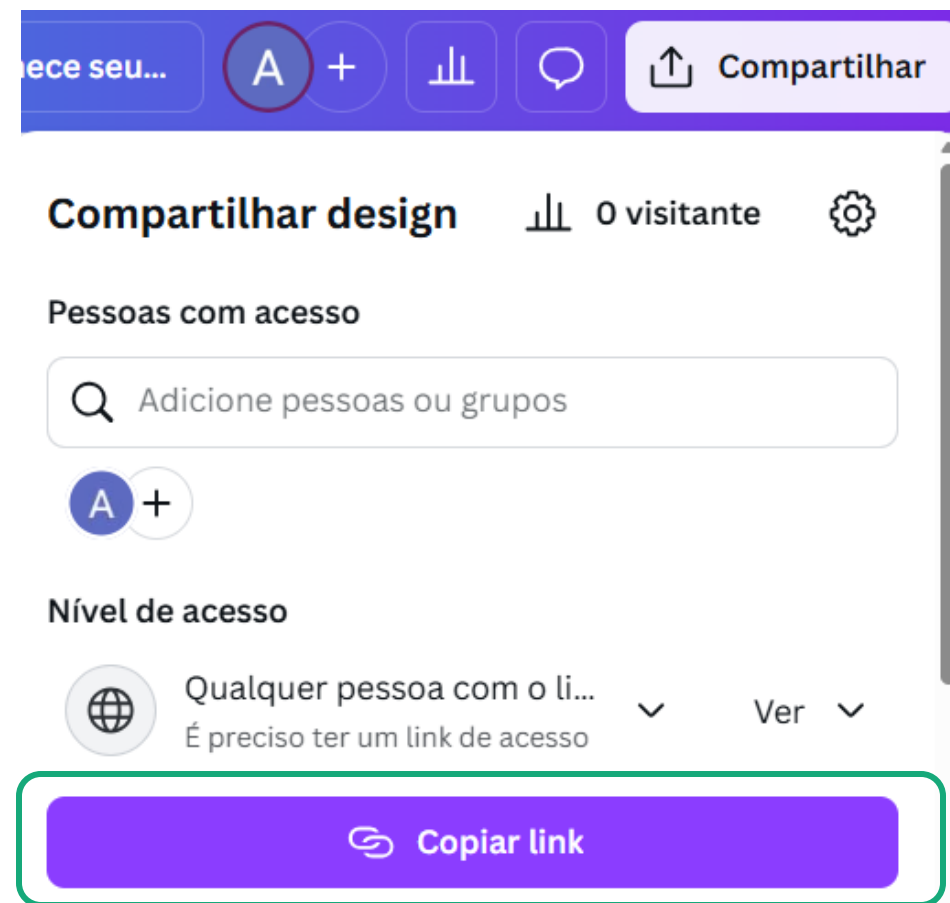 ece seu...
A
Compartilhar
Compartilhar design
0 visitante
Pessoas com acesso
Adicione pessoas ou grupos
A
Nível de acesso
Qualquer pessoa com o li...
Ver
É preciso ter um link de acesso
Copiar link